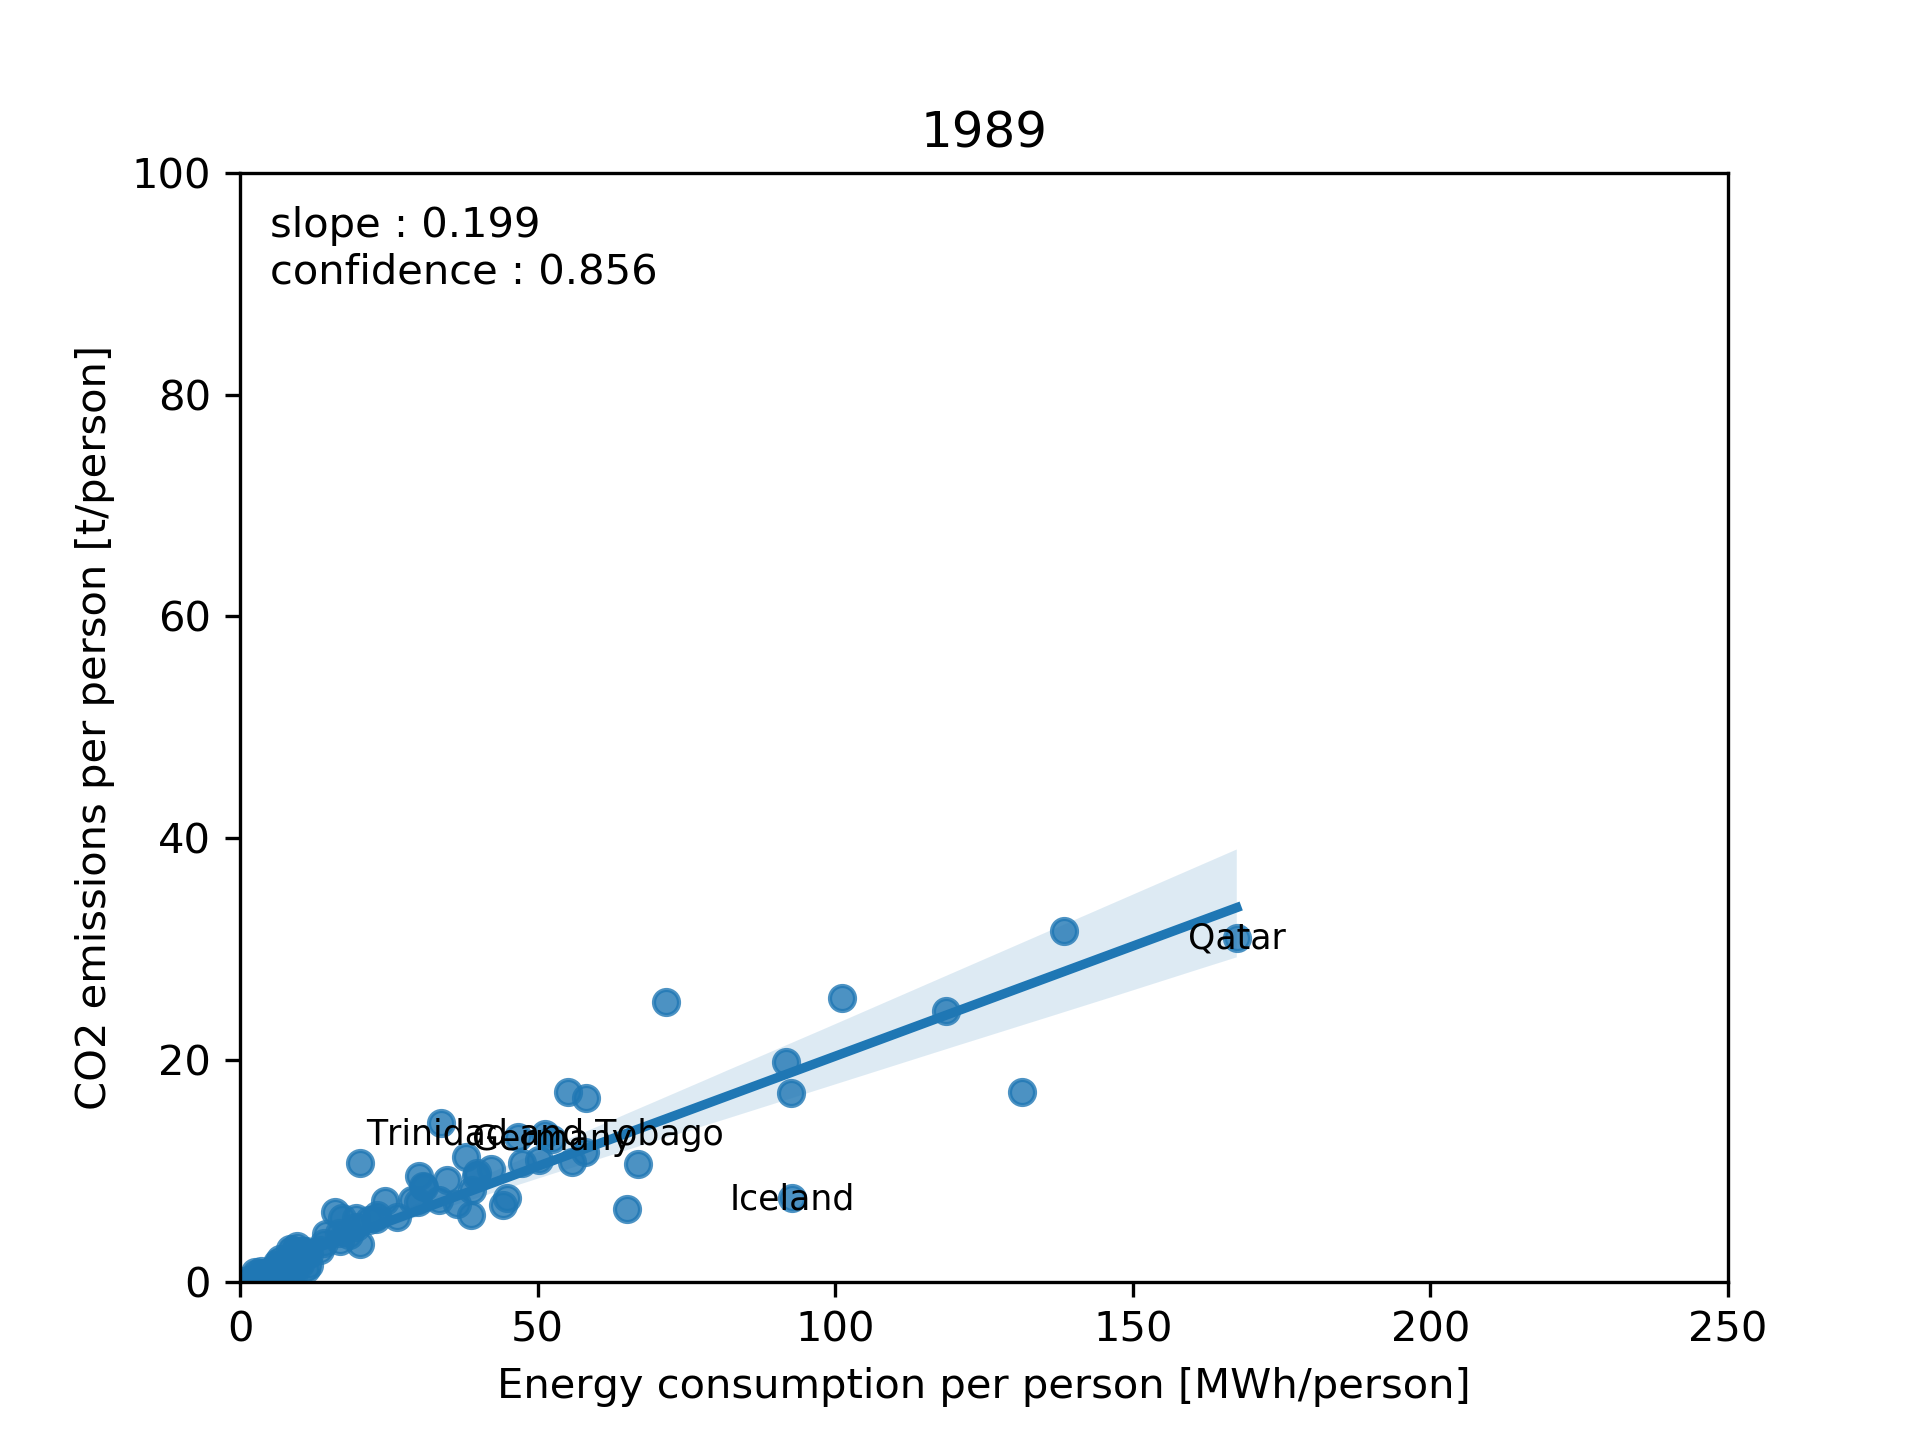 1989
100
slope : 0.199
confidence : 0.856
80
60
40
20
0
CO2 emissions per person [t/person]
Qatar
Trinidad and Tobago
Germany
Iceland
0 50 100 150 200 250
Energy consumption per person [MWh/person]